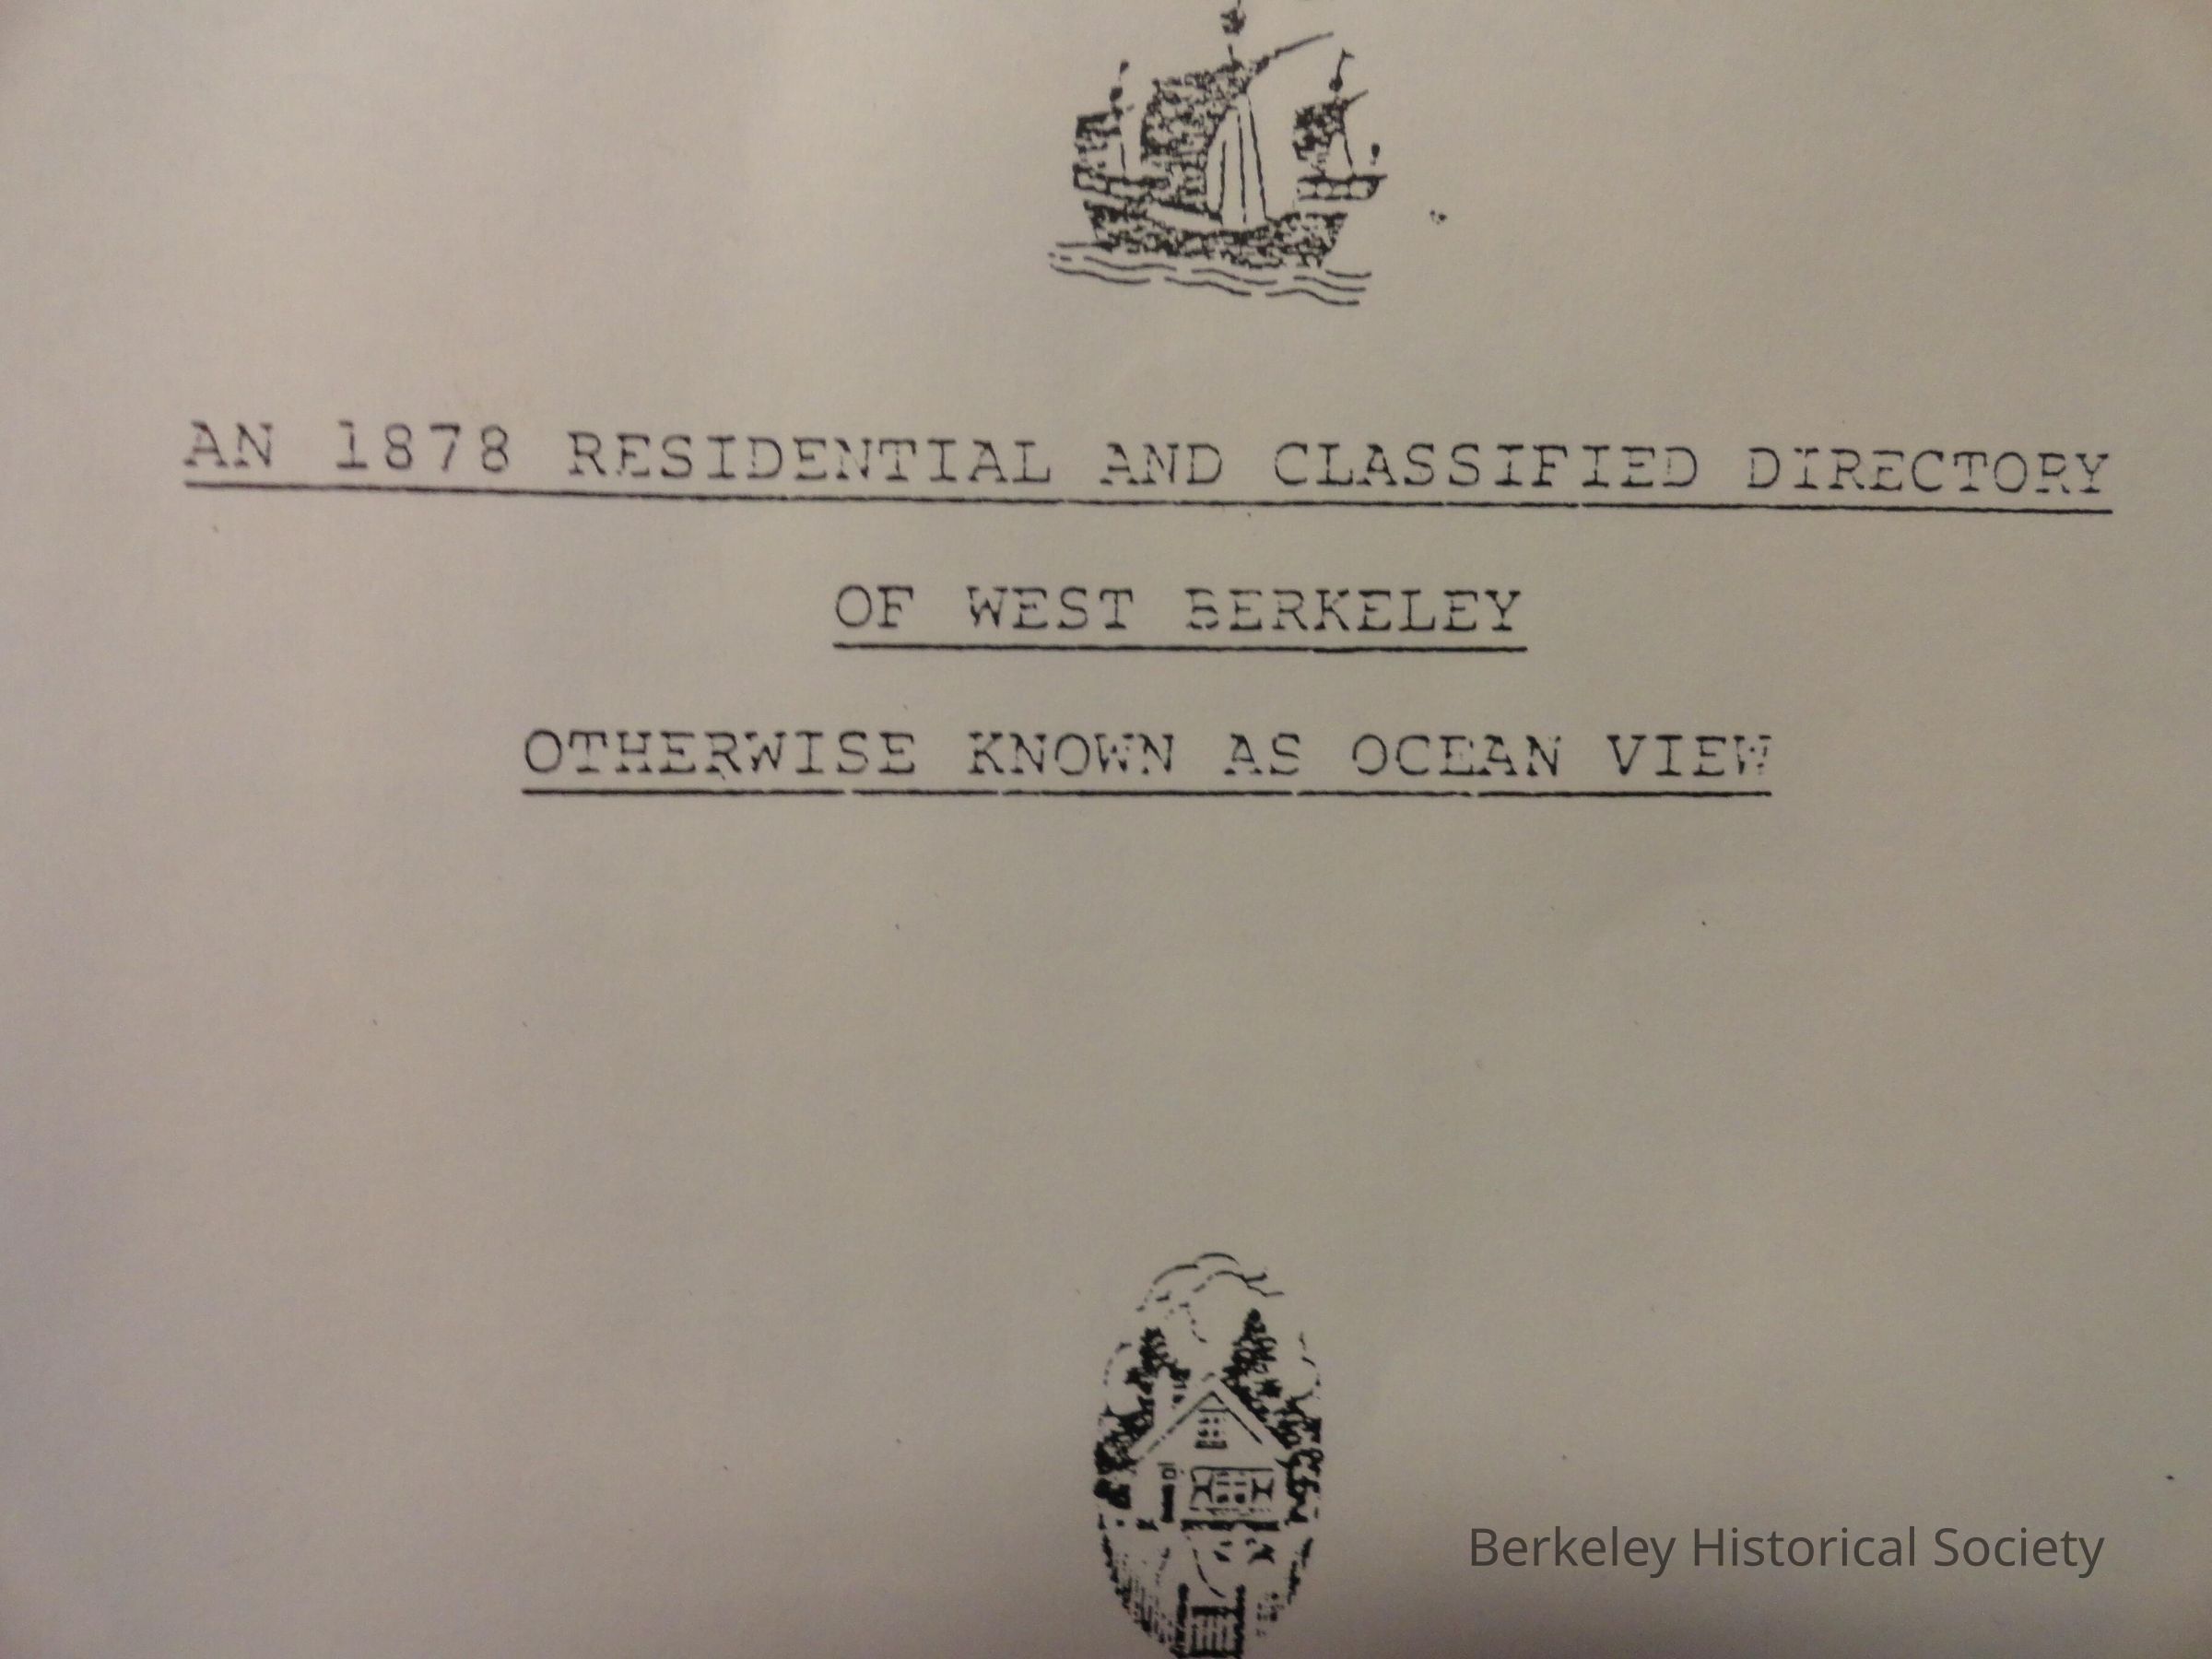 AN 1878 RESIDENTIAL AND CLASSIFIED DIRECTORY
OF WEST BERKELEY
OTHERWISE KNOWN AS OCEAN VIEW
Berkeley Historical Society